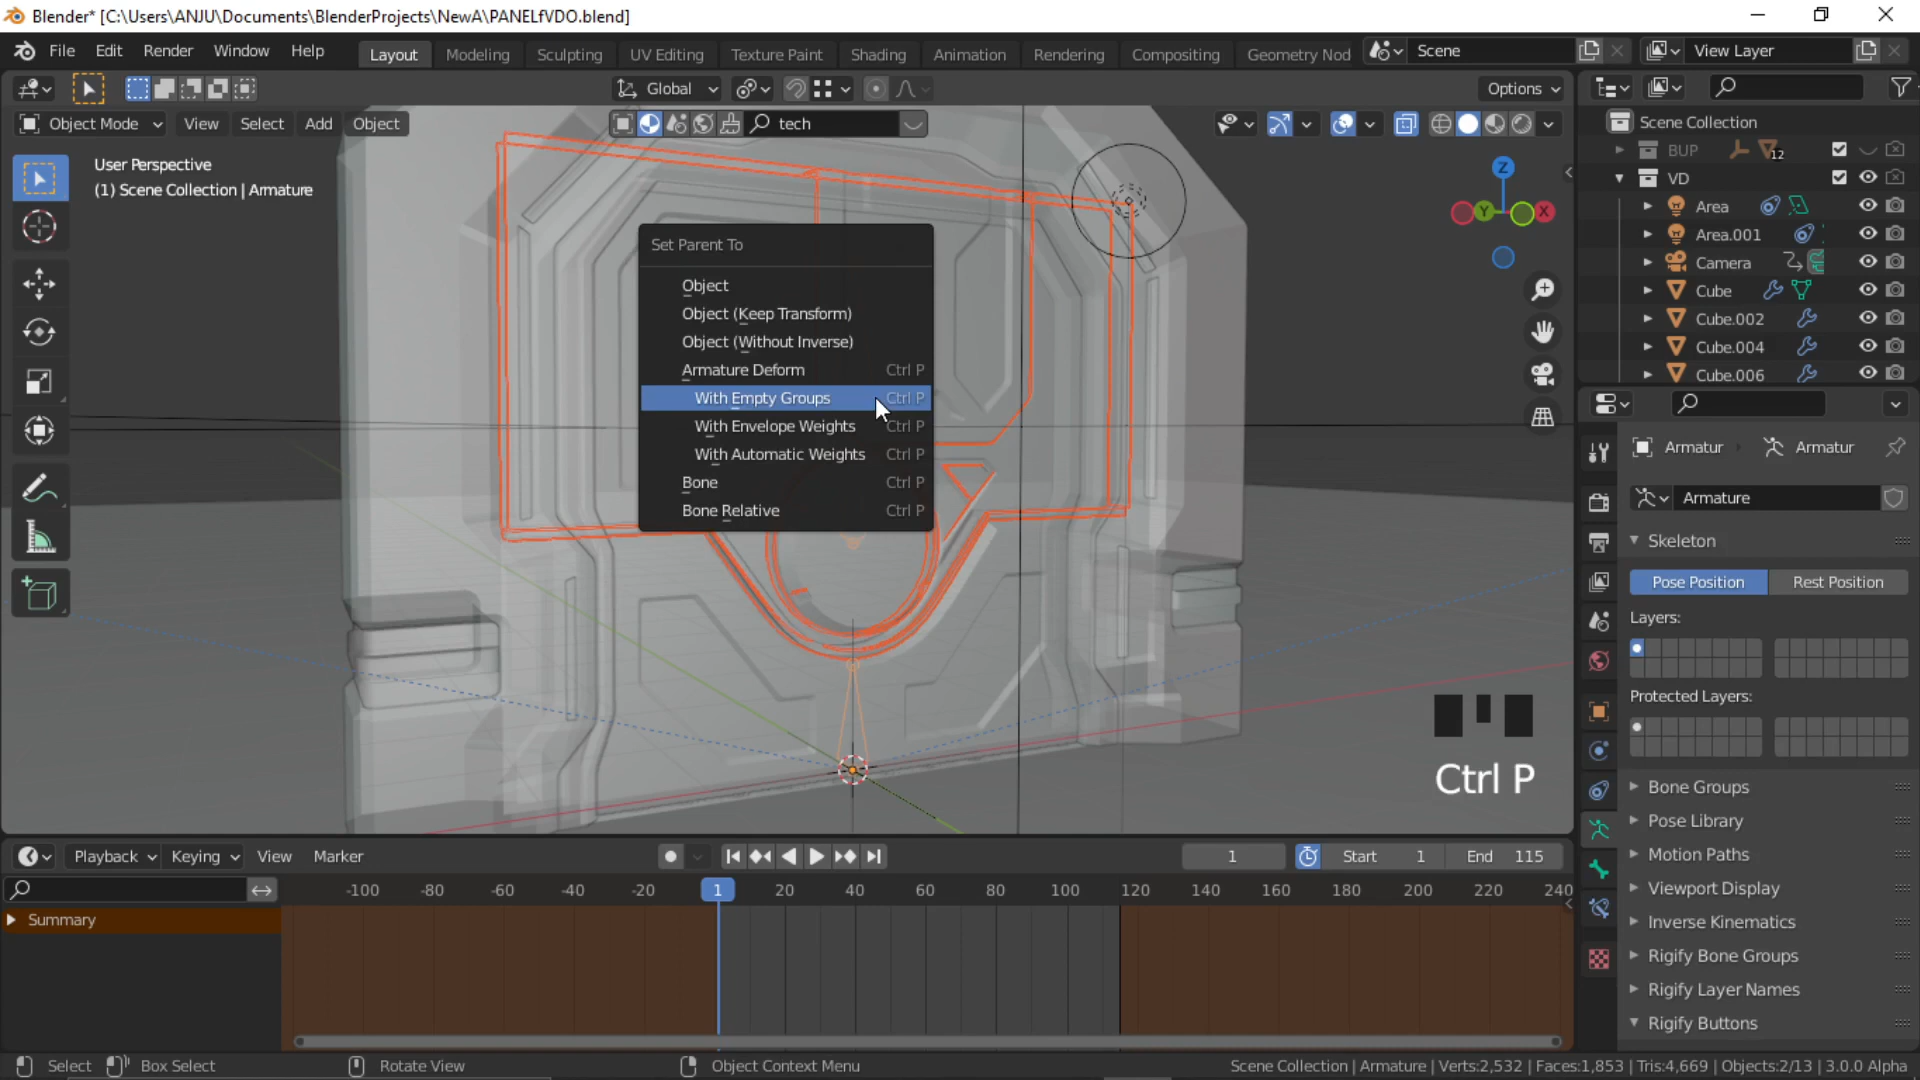 Blender* [C:\Users\ANJU\Documents\BlenderProjects\NewA\PANELfVDO.blend]
File Edit Render Window Help Layout Modeling Sculpting UV Editing Texture Paint Shading Animation Rendering Compositing Geometry Nod Scene View Layer
Global Options
Object Mode View Select Add Object tech
User Perspective
(1) Scene Collection | Armature
Z
Y
X
Set Parent To
Object
Object (Keep Transform)
Object (Without Inverse)
Armature Deform Ctrl P
With Empty Groups Ctrl P
With Envelope Weights Ctrl P
With Automatic Weights Ctrl P
Bone Ctrl P
Bone Relative Ctrl P
Ctrl P
Scene Collection
BUP 12
VD
Area
Area.001
Camera
Cube
Cube.002
Cube.004
Cube.006
Armatur Armatur
Armature
Skeleton
Pose Position Rest Position
Layers:
Protected Layers:
Bone Groups
Pose Library
Motion Paths
Viewport Display
Inverse Kinematics
Rigify Bone Groups
Rigify Layer Names
Rigify Buttons
Playback Keying View Marker 1 Start 1 End 115
-100 -80 -60 -40 -20 1 20 40 60 80 100 120 140 160 180 200 220 240
Summary
Select Box Select Rotate View Object Context Menu Scene Collection | Armature | Verts:2,532 | Faces:1,853 | Tris:4,669 | Objects:2/13 | 3.0.0 Alpha